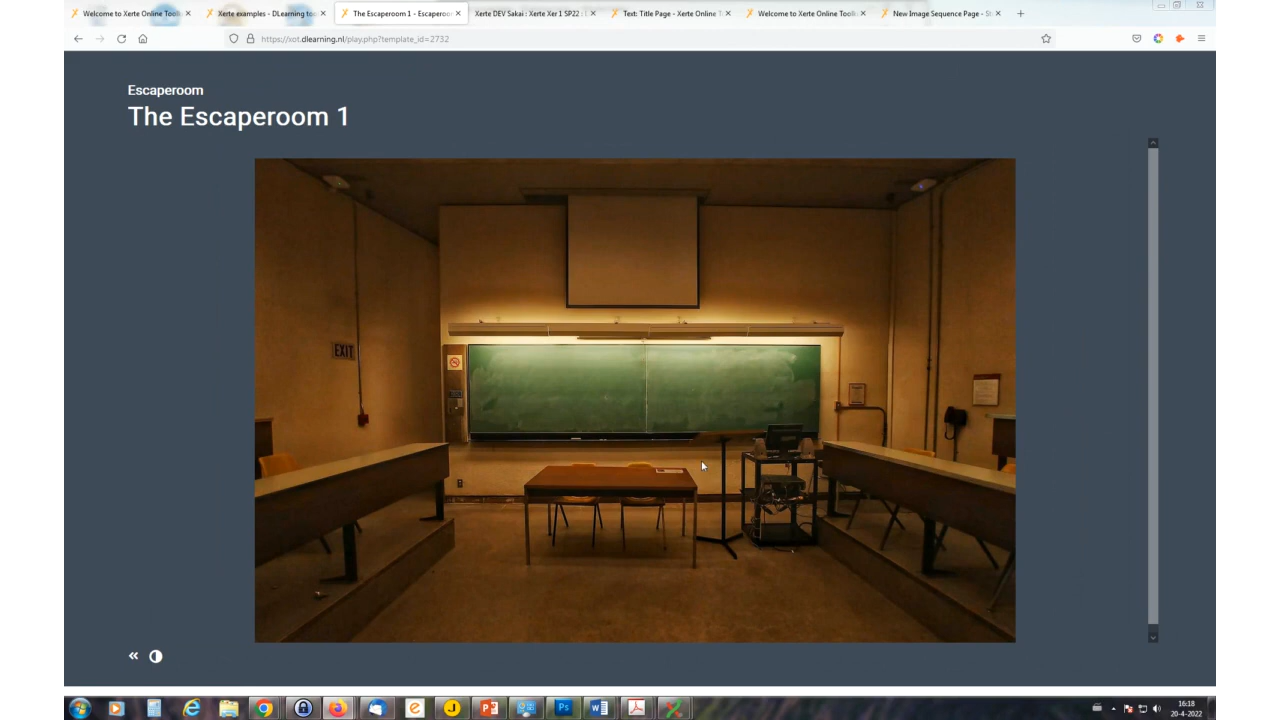 Welcome to Xerte Online Toolk
Xerte examples - DLearning too
The Escaperoom 1 - Escaperoom
Xerte DEV Sakai : Xerte Xer 1 SP22 :
Text: Title Page - Xerte Online T
Welcome to Xerte Online Toolk
New Image Sequence Page - St
https://xot.dlearning.nl/play.php?template_id=2732
Escaperoom
The Escaperoom 1
EXIT
16:18
20-4-2022